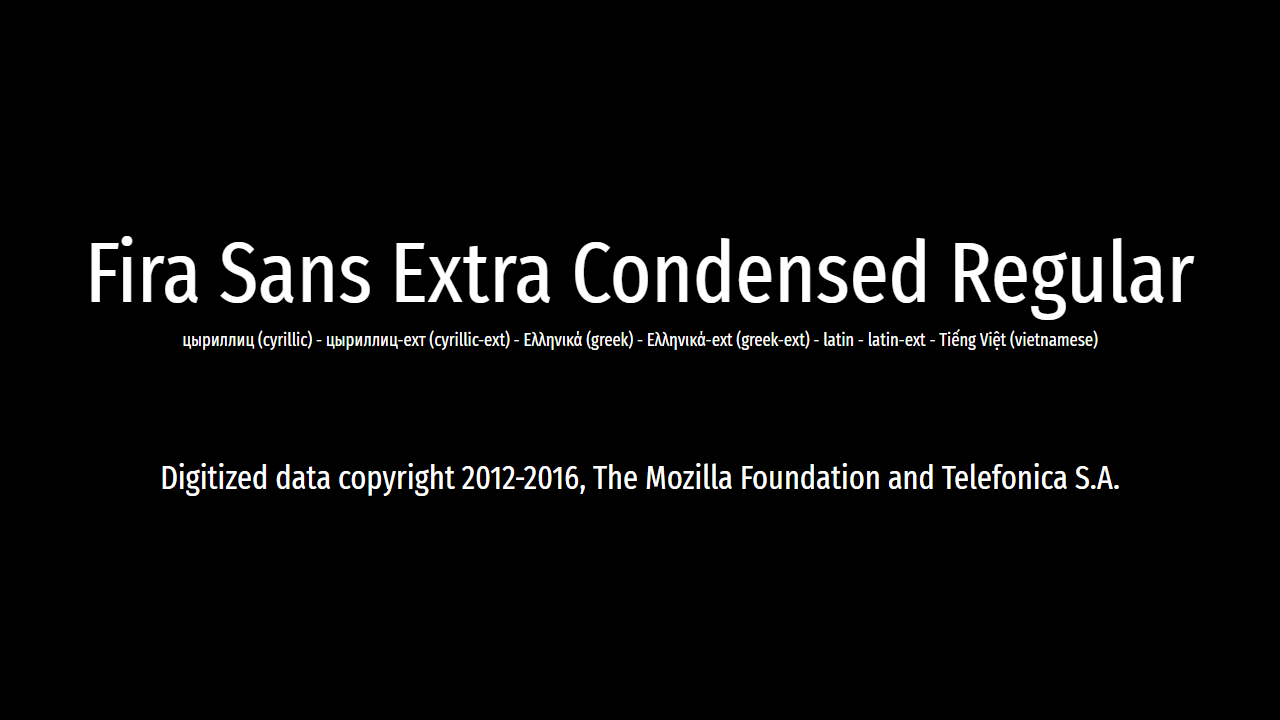 Fira Sans Extra Condensed Regular
цыриллиц (cyrillic) - цыриллиц-ехт (cyrillic-ext) - Ελληνικά (greek) - Ελληνικά-ext (greek-ext) - latin - latin-ext - Tiếng Việt (vietnamese)
Digitized data copyright 2012-2016, The Mozilla Foundation and Telefonica S.A.